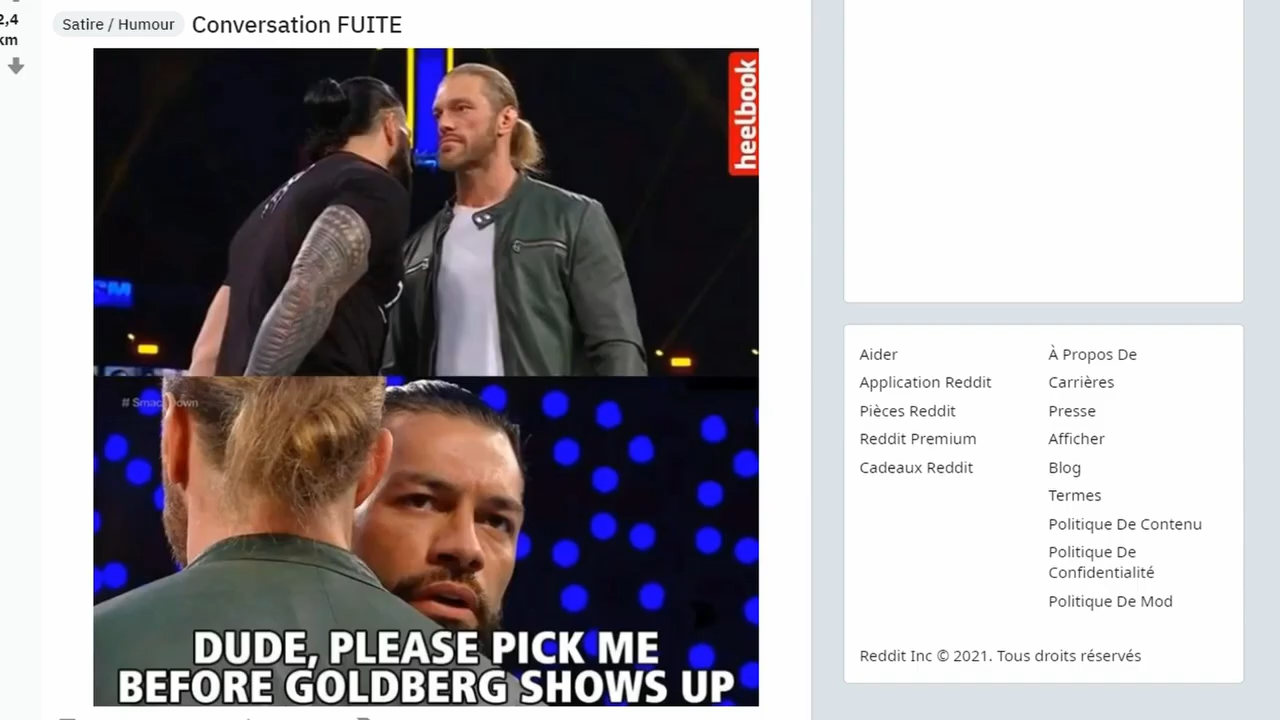 2,4
km
Satire / Humour
Conversation FUITE
heelbook
DUDE, PLEASE PICK ME
BEFORE GOLDBERG SHOWS UP
Aider
Application Reddit
Pièces Reddit
Reddit Premium
Cadeaux Reddit
À Propos De
Carrières
Presse
Afficher
Blog
Termes
Politique De Contenu
Politique De
Confidentialité
Politique De Mod
Reddit Inc © 2021. Tous droits réservés